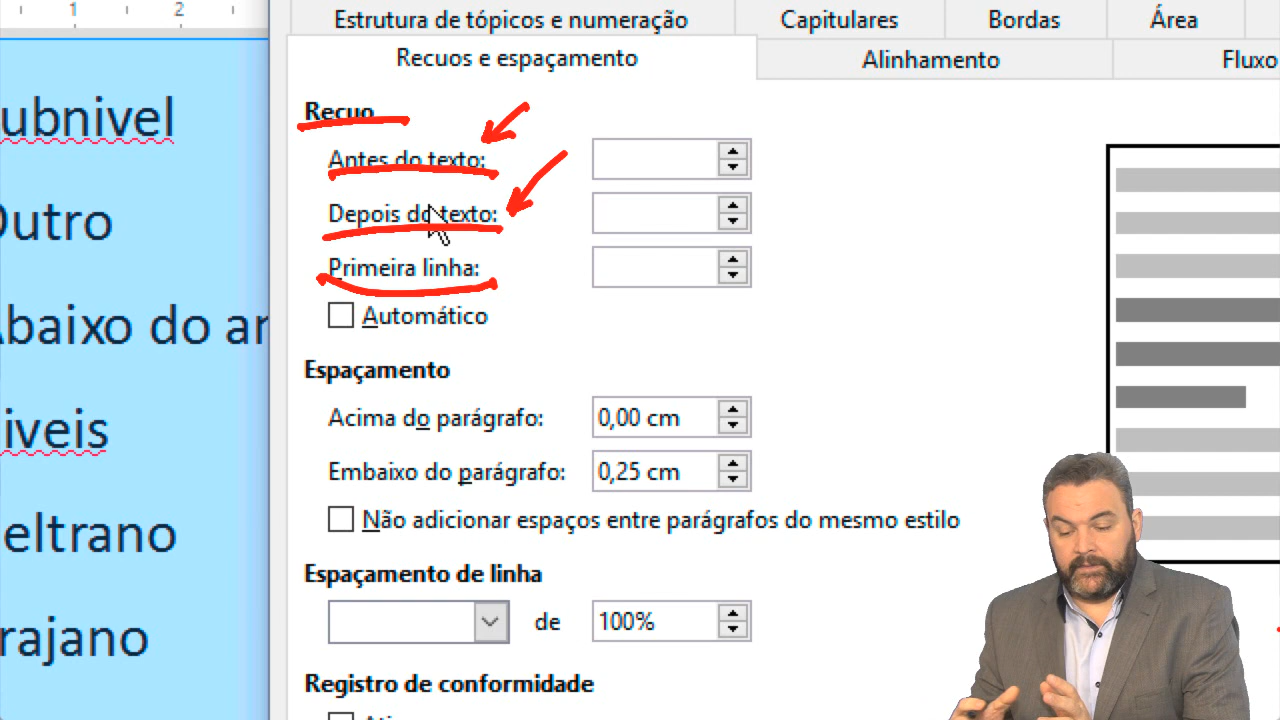 1 2
Estrutura de tópicos e numeração Capitulares Bordas Área
Recuos e espaçamento Alinhamento Fluxo
Recuo
Antes do texto:
Depois do texto:
Primeira linha:
Automático
Espaçamento
Acima do parágrafo: 0,00 cm
Embaixo do parágrafo: 0,25 cm
Não adicionar espaços entre parágrafos do mesmo estilo
Espaçamento de linha
de 100%
Registro de conformidade
ubnivel
Outro
Abaixo do an
iveis
eltrano
rajano